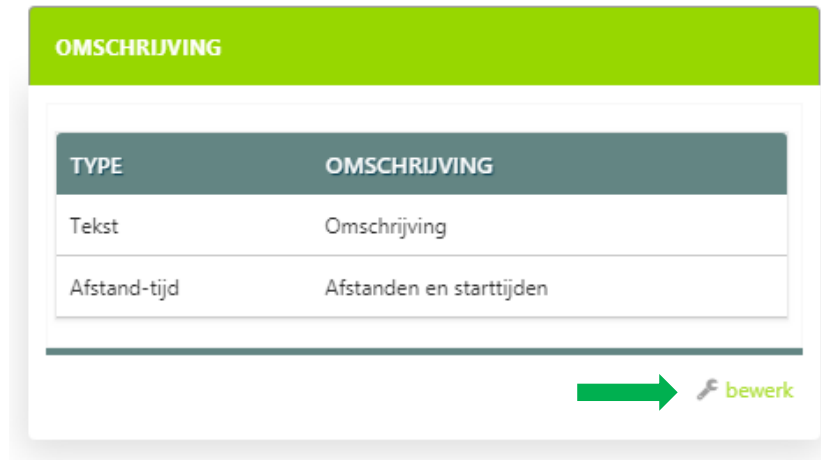 OMSCHRIJVING
TYPE OMSCHRIJVING
Tekst Omschrijving
Afstand-tijd Afstanden en starttijden
bewerk